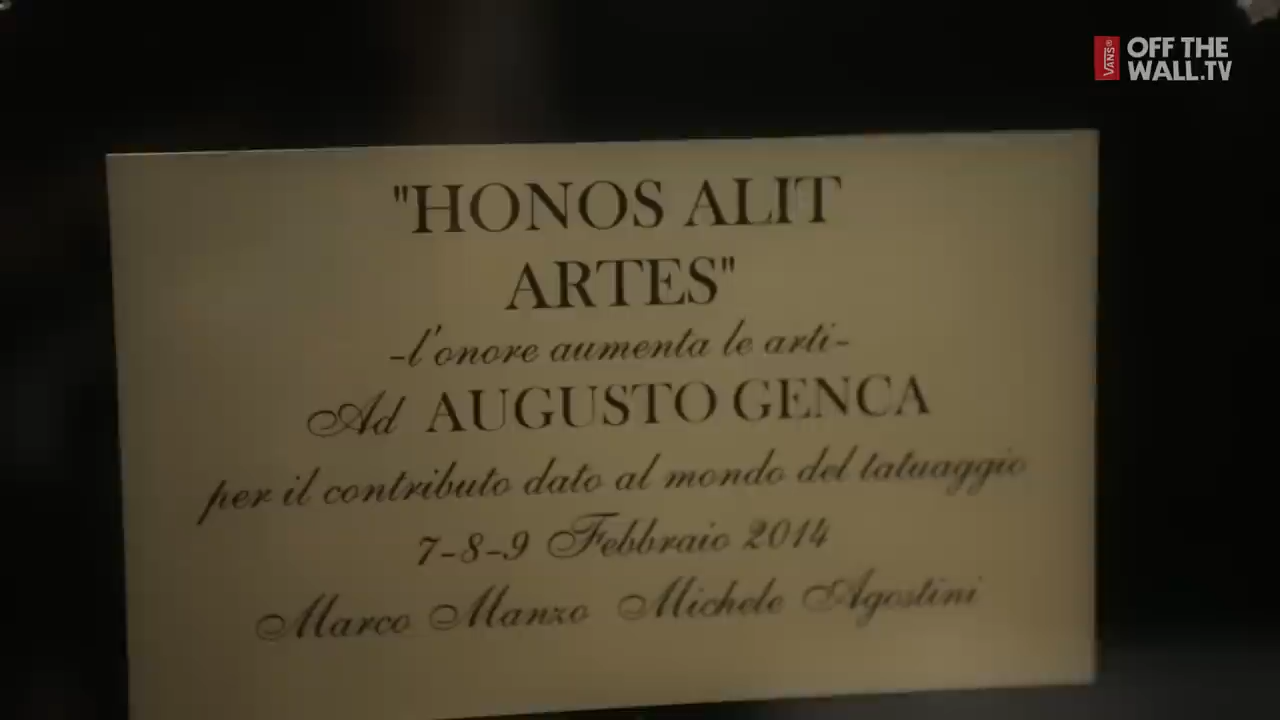 VANS®
OFF THE
WALL.TV
"HONOS ALIT
ARTES"
-l'onore aumenta le arti-
Ad AUGUSTO GENCA
per il contributo dato al mondo del tatuaggio
7-8-9 Febbraio 2014
Marco Manzo Michele Agostini